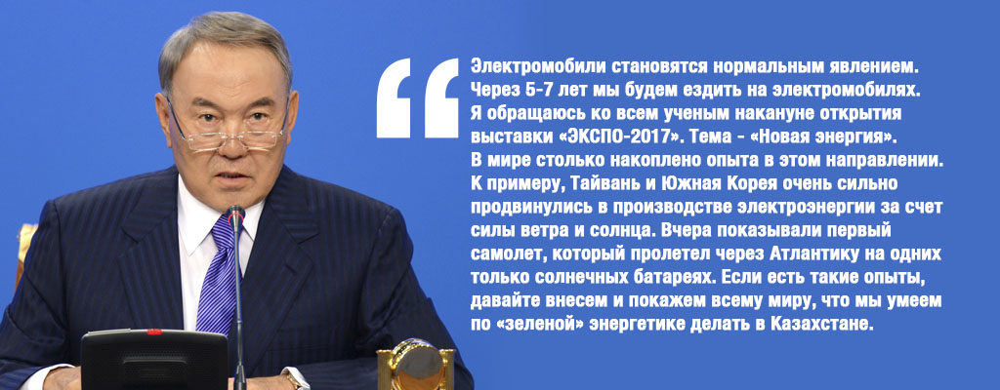 Электромобили становятся нормальным явлением.
Через 5-7 лет мы будем ездить на электромобилях.
Я обращаюсь ко всем ученым накануне открытия
выставки «ЭКСПО-2017». Тема - «Новая энергия».
В мире столько накоплено опыта в этом направлении.
К примеру, Тайвань и Южная Корея очень сильно
продвинулись в производстве электроэнергии за счет
силы ветра и солнца. Вчера показывали первый
самолет, который пролетел через Атлантику на одних
только солнечных батареях. Если есть такие опыты,
давайте внесем и покажем всему миру, что мы умеем
по «зеленой» энергетике делать в Казахстане.